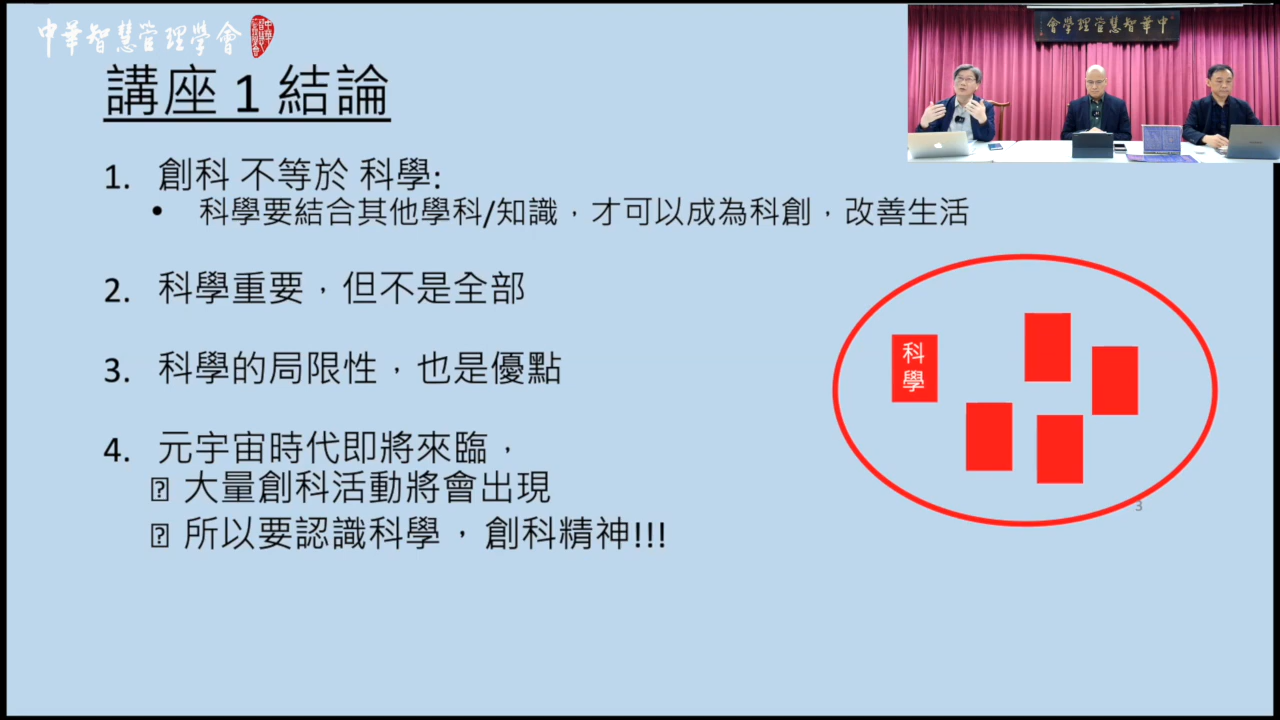 中華智慧管理學會
會學理管慧智華中
講座 1 結論
1. 創科 不等於 科學:
• 科學要結合其他學科/知識，才可以成為科創，改善生活
2. 科學重要，但不是全部
3. 科學的局限性，也是優點
4. 元宇宙時代即將來臨，
大量創科活動將會出現
所以要認識科學， 創科精神!!!
科
學
3